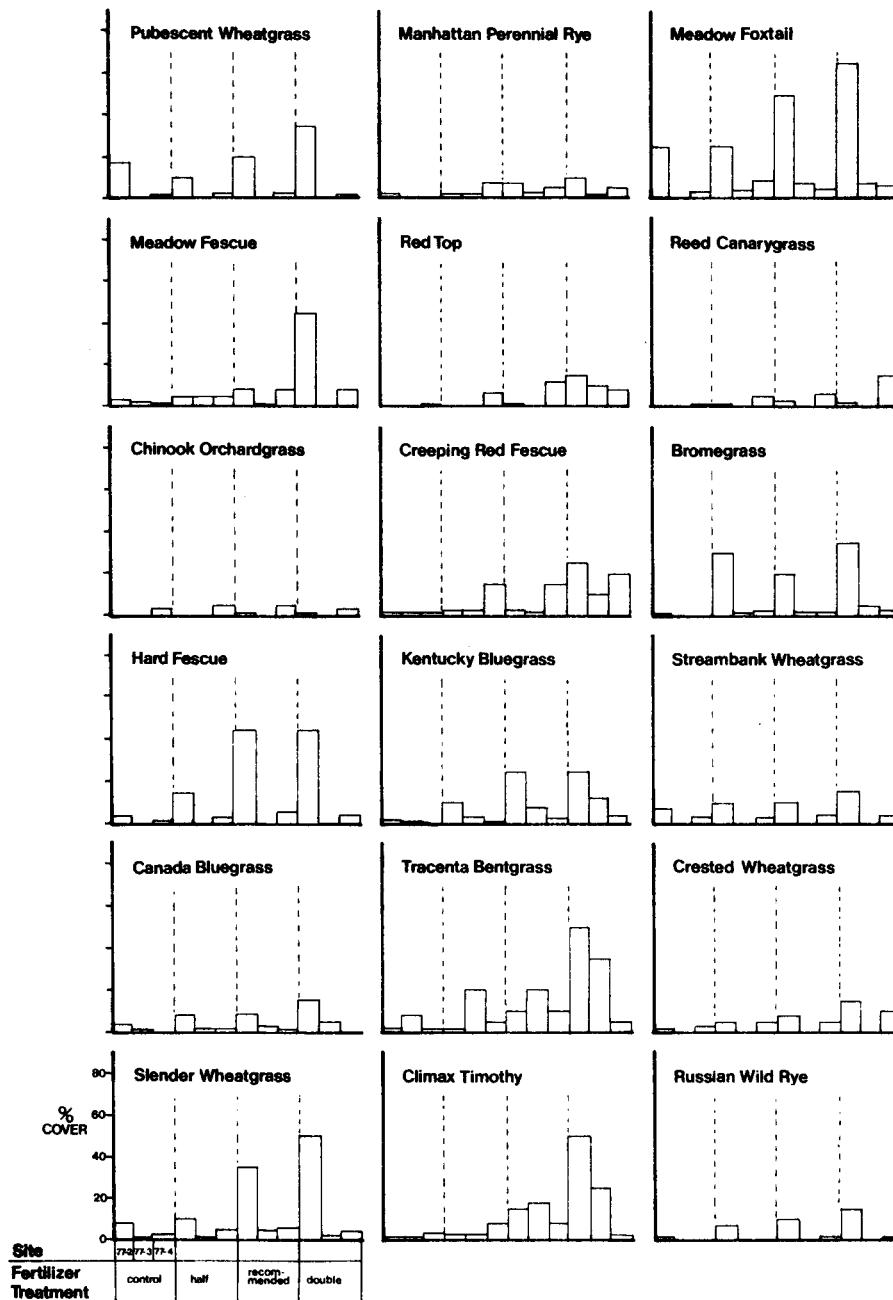 Pubescent Wheatgrass
Manhattan Perennial Rye
Meadow Foxtail
Meadow Fescue
Red Top
Reed Canarygrass
Chinook Orchardgrass
Creeping Red Fescue
Bromegrass
Hard Fescue
Kentucky Bluegrass
Streambank Wheatgrass
Canada Bluegrass
Tracenta Bentgrass
Crested Wheatgrass
Slender Wheatgrass
Climax Timothy
Russian Wild Rye
80
60
40
20
0
%
COVER
Site
77-2 77-3 77-4
Fertilizer
Treatment
control
half
recom-
mended
double